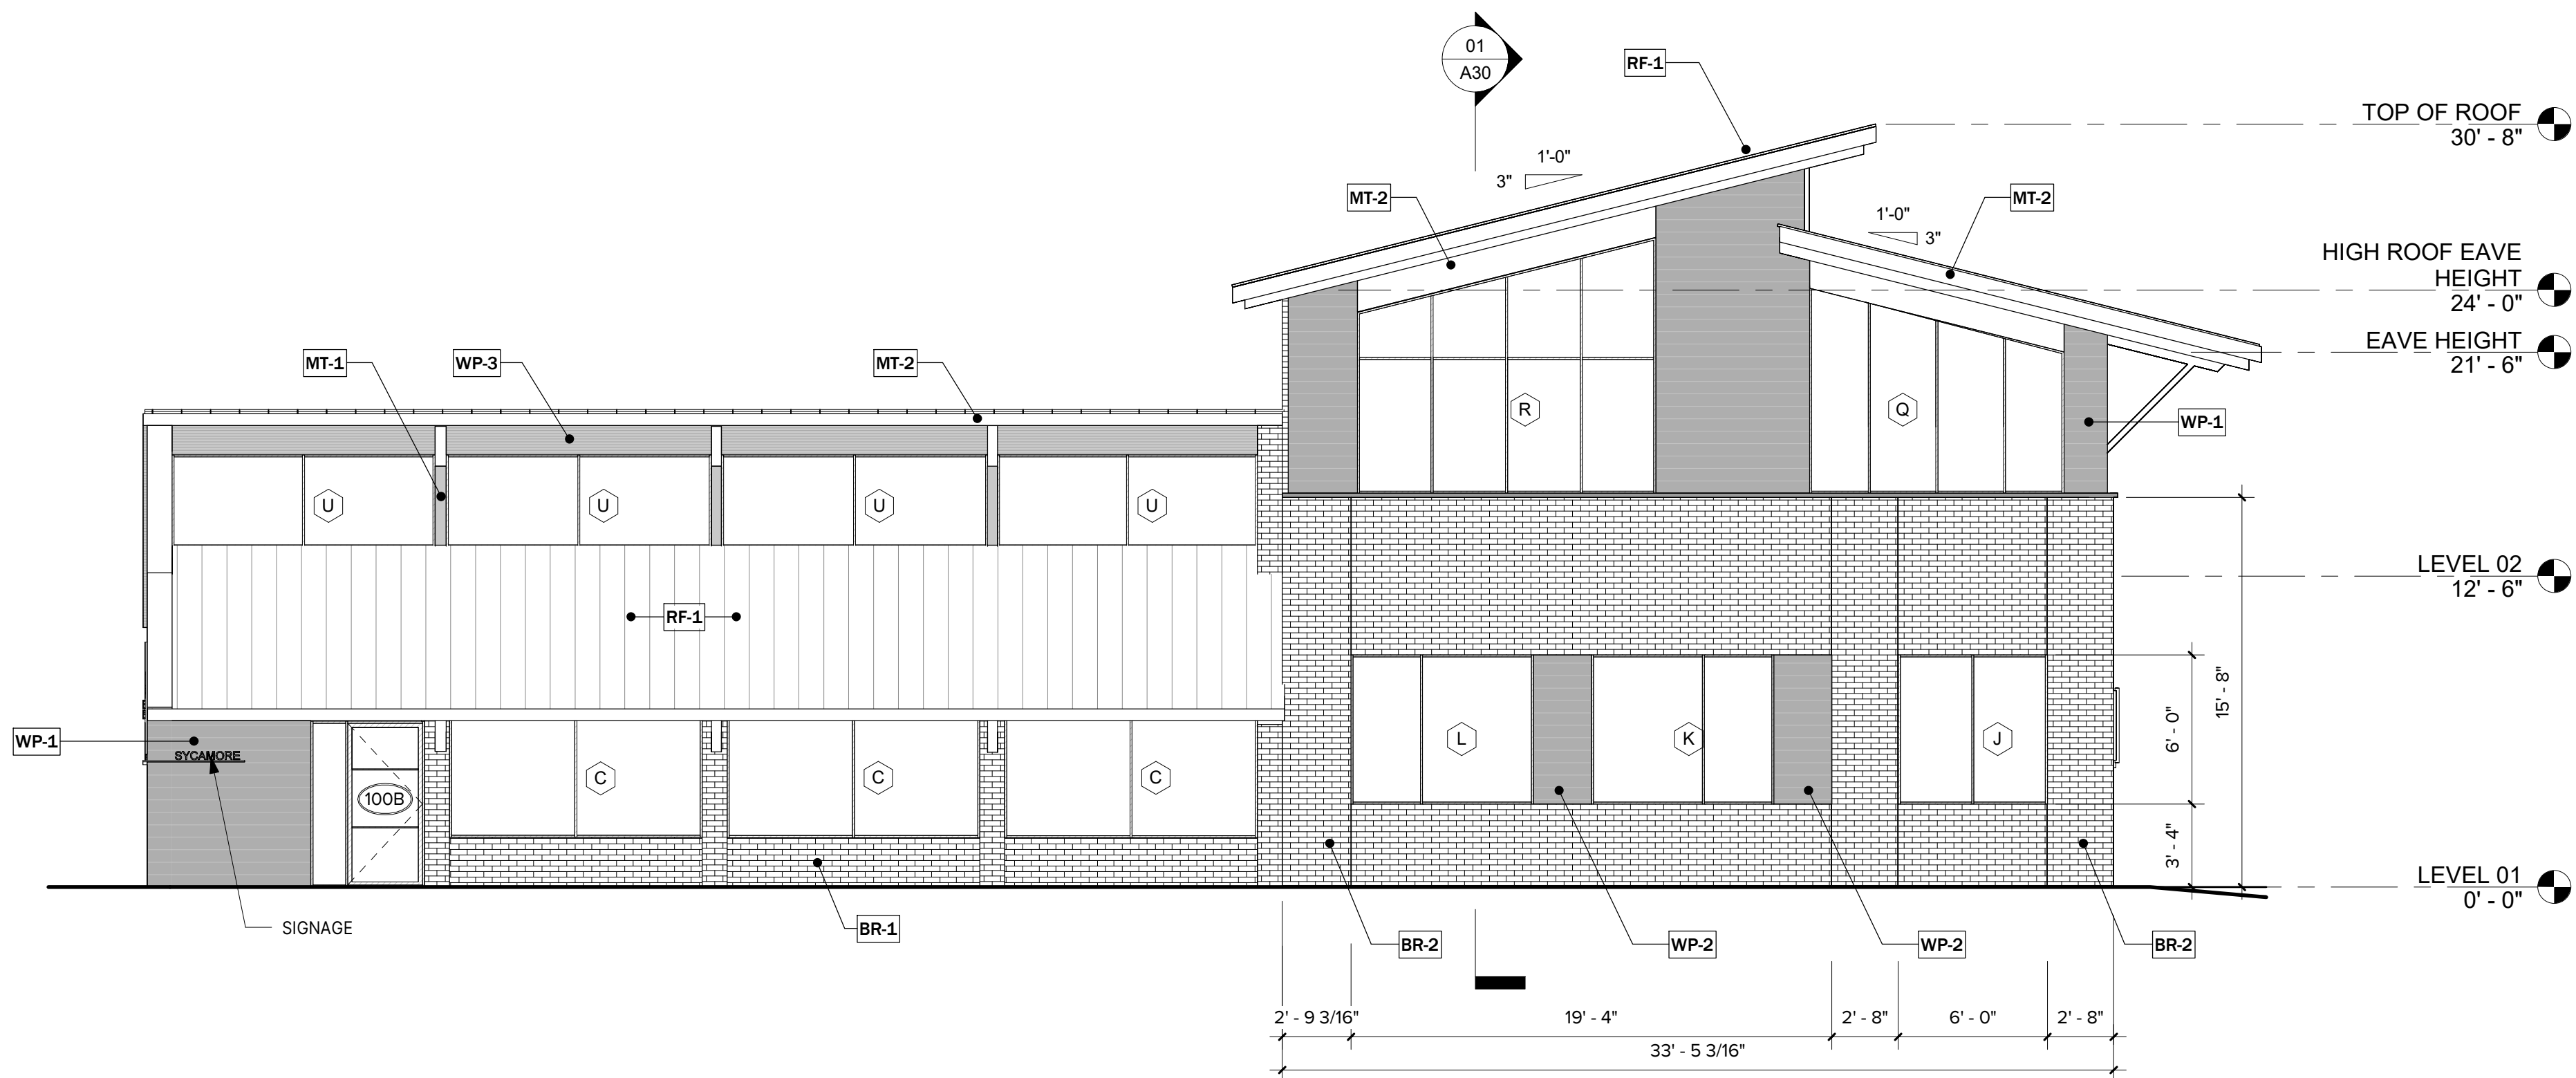 01
A30
RF-1
TOP OF ROOF
30' - 8"
1'-0"
3"
MT-2
1'-0"
3"
MT-2
HIGH ROOF EAVE
HEIGHT
24' - 0"
EAVE HEIGHT
21' - 6"
MT-1
WP-3
MT-2
R
Q
WP-1
U
U
U
U
LEVEL 02
12' - 6"
RF-1
15' - 8"
6' - 0"
3' - 4"
WP-1
SYCAMORE
100B
C
C
C
L
K
J
LEVEL 01
0' - 0"
SIGNAGE
BR-1
BR-2
WP-2
WP-2
BR-2
2' - 9 3/16"
19' - 4"
2' - 8"
6' - 0"
2' - 8"
33' - 5 3/16"